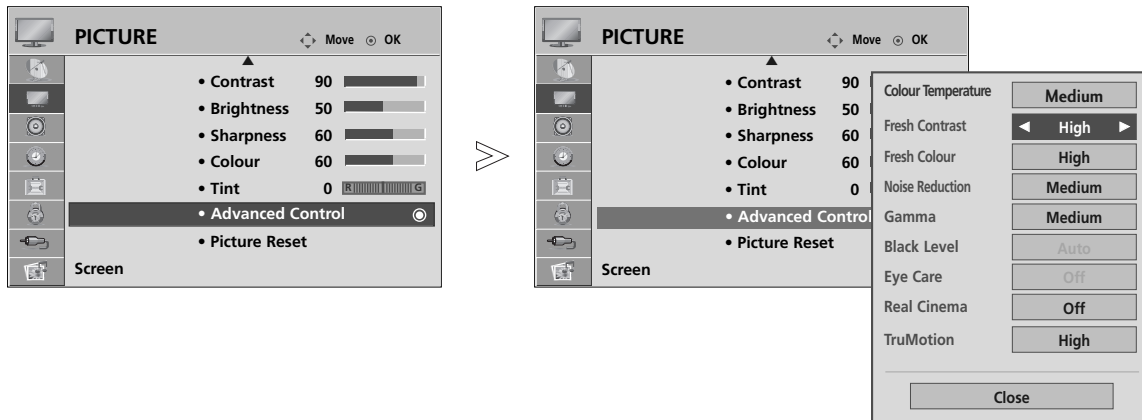 PICTURE
Move OK
• Contrast 90
• Brightness 50
• Sharpness 60
• Colour 60
• Tint 0 R G
• Advanced Control
• Picture Reset
Screen
PICTURE
Move OK
• Contrast 90
• Brightness 50
• Sharpness 60
• Colour 60
• Tint 0
• Advanced Control
• Picture Reset
Screen
Colour Temperature Medium
Fresh Contrast High
Fresh Colour High
Noise Reduction Medium
Gamma Medium
Black Level Auto
Eye Care Off
Real Cinema Off
TruMotion High
Close